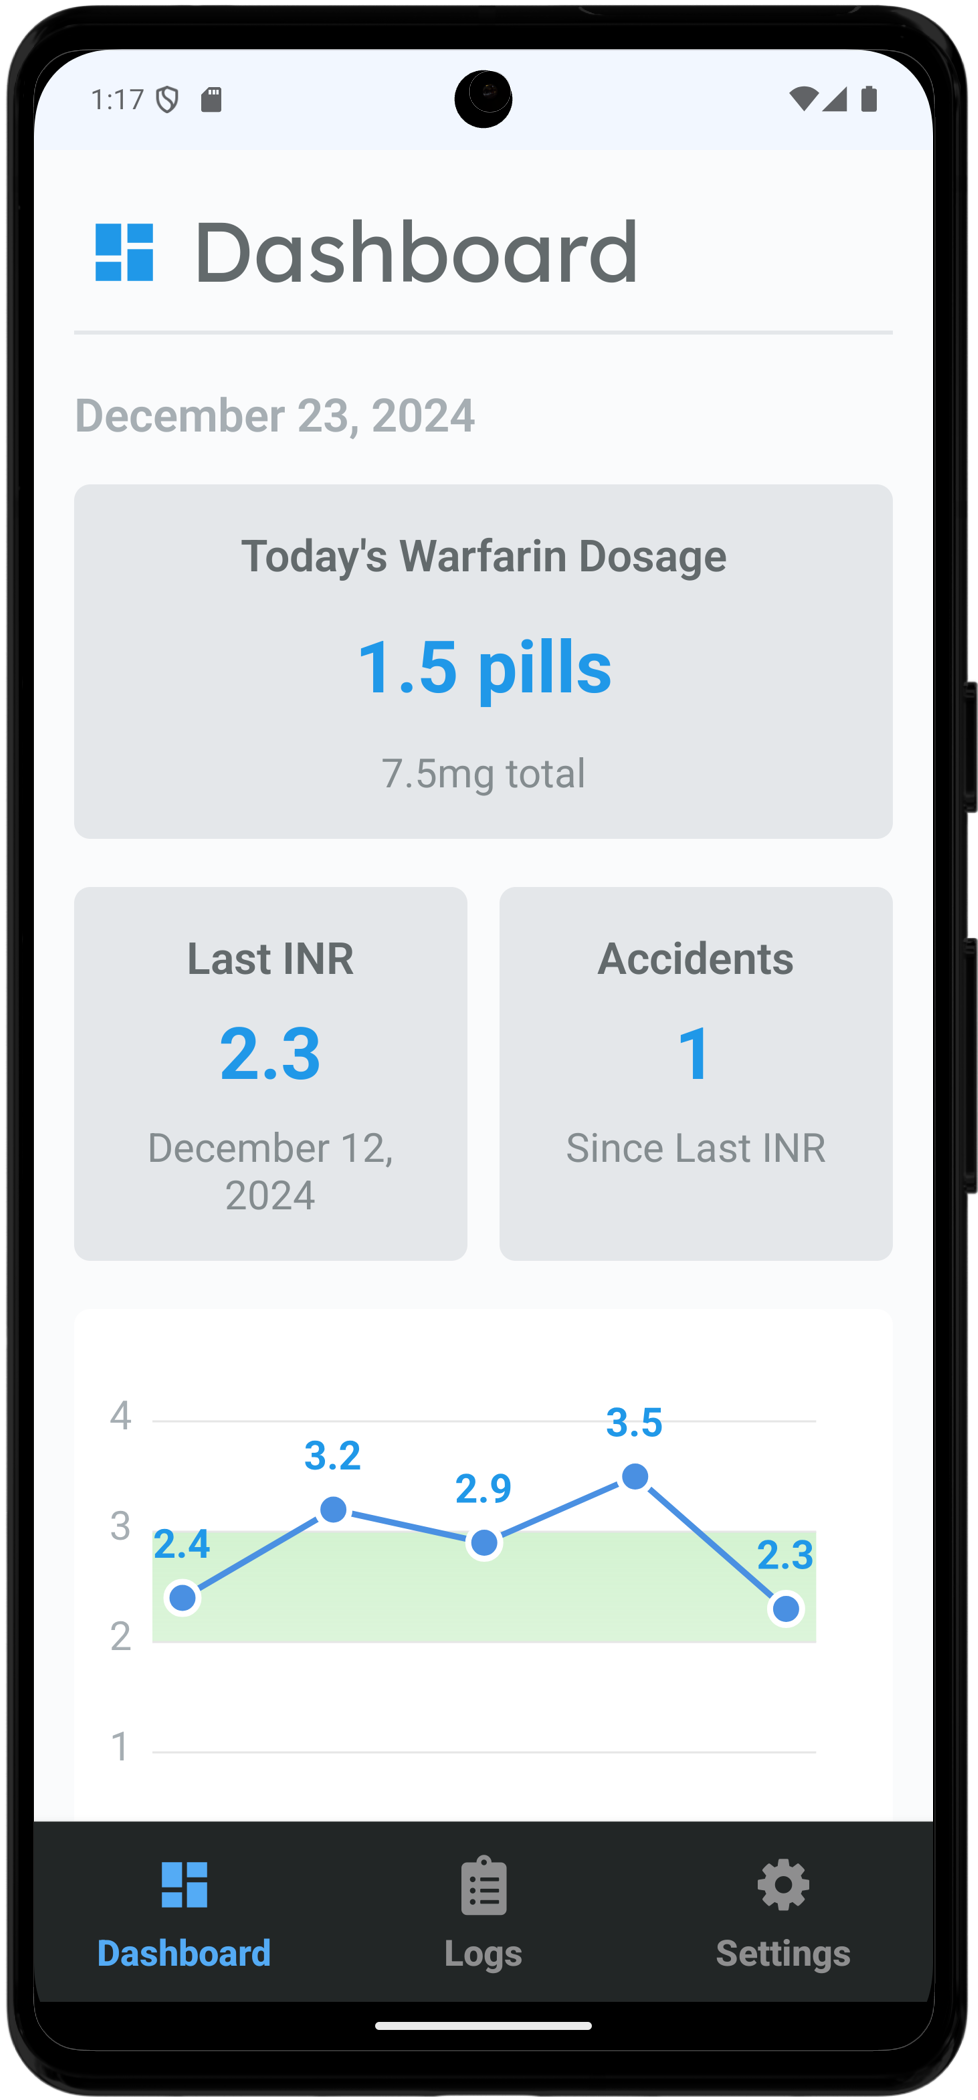 1:17
Dashboard
December 23, 2024
Today's Warfarin Dosage
1.5 pills
7.5mg total
Last INR
2.3
December 12,
2024
Accidents
1
Since Last INR
4
3.5
3.2
2.9
3
2.4
2.3
2
1
Dashboard
Logs
Settings